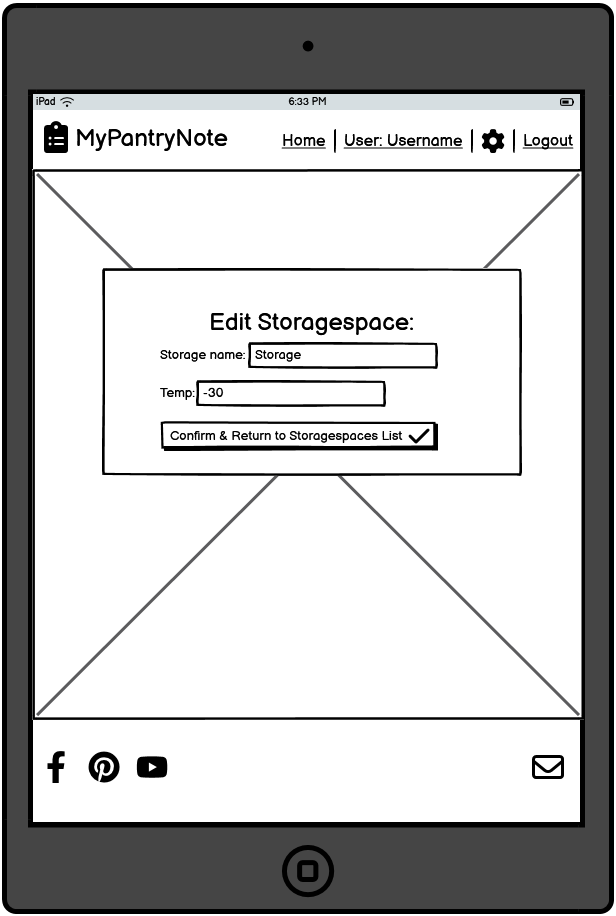 iPad 6:33 PM
MyPantryNote Home User: Username Logout
Edit Storagespace:
Storage name: Storage
Temp: -30
Confirm & Return to Storagespaces List